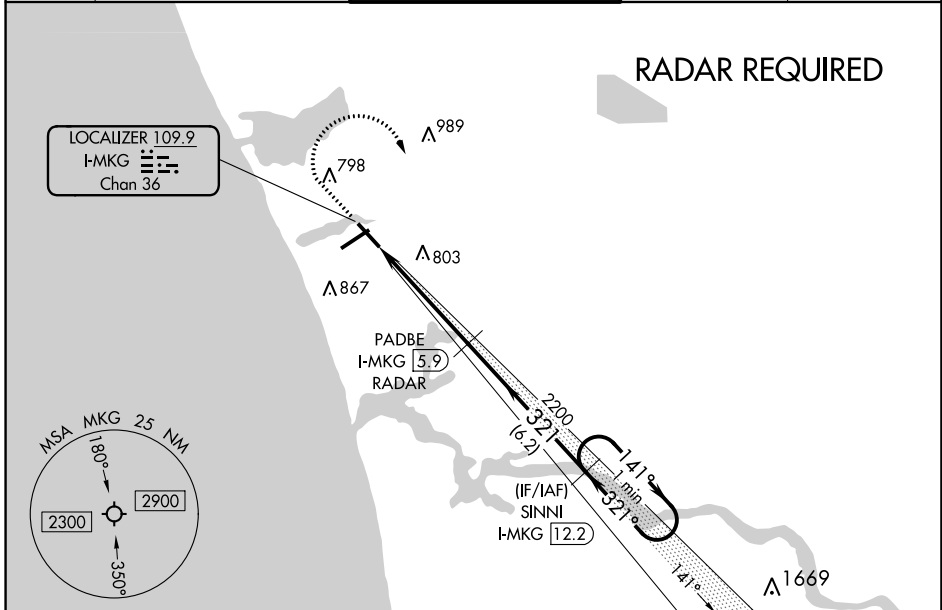 RADAR REQUIRED
LOCALIZER 109.9
I-MKG
Chan 36
989
798
803
867
PADBE
I-MKG 5.9
RADAR
2200
321°
(6.2)
141°
1 min
321°
(IF/IAF)
SINNI
I-MKG 12.2
141°
1669
MSA MKG 25 NM
180°
2300
2900
350°